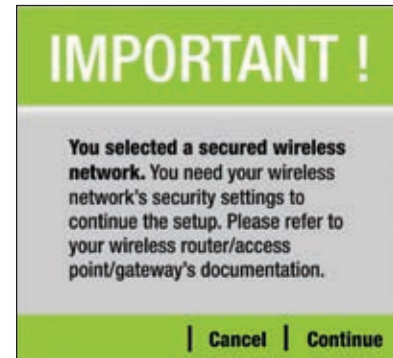 IMPORTANT !
You selected a secured wireless
network. You need your wireless
network's security settings to
continue the setup. Please refer to
your wireless router/access
point/gateway's documentation.
| Cancel | Continue